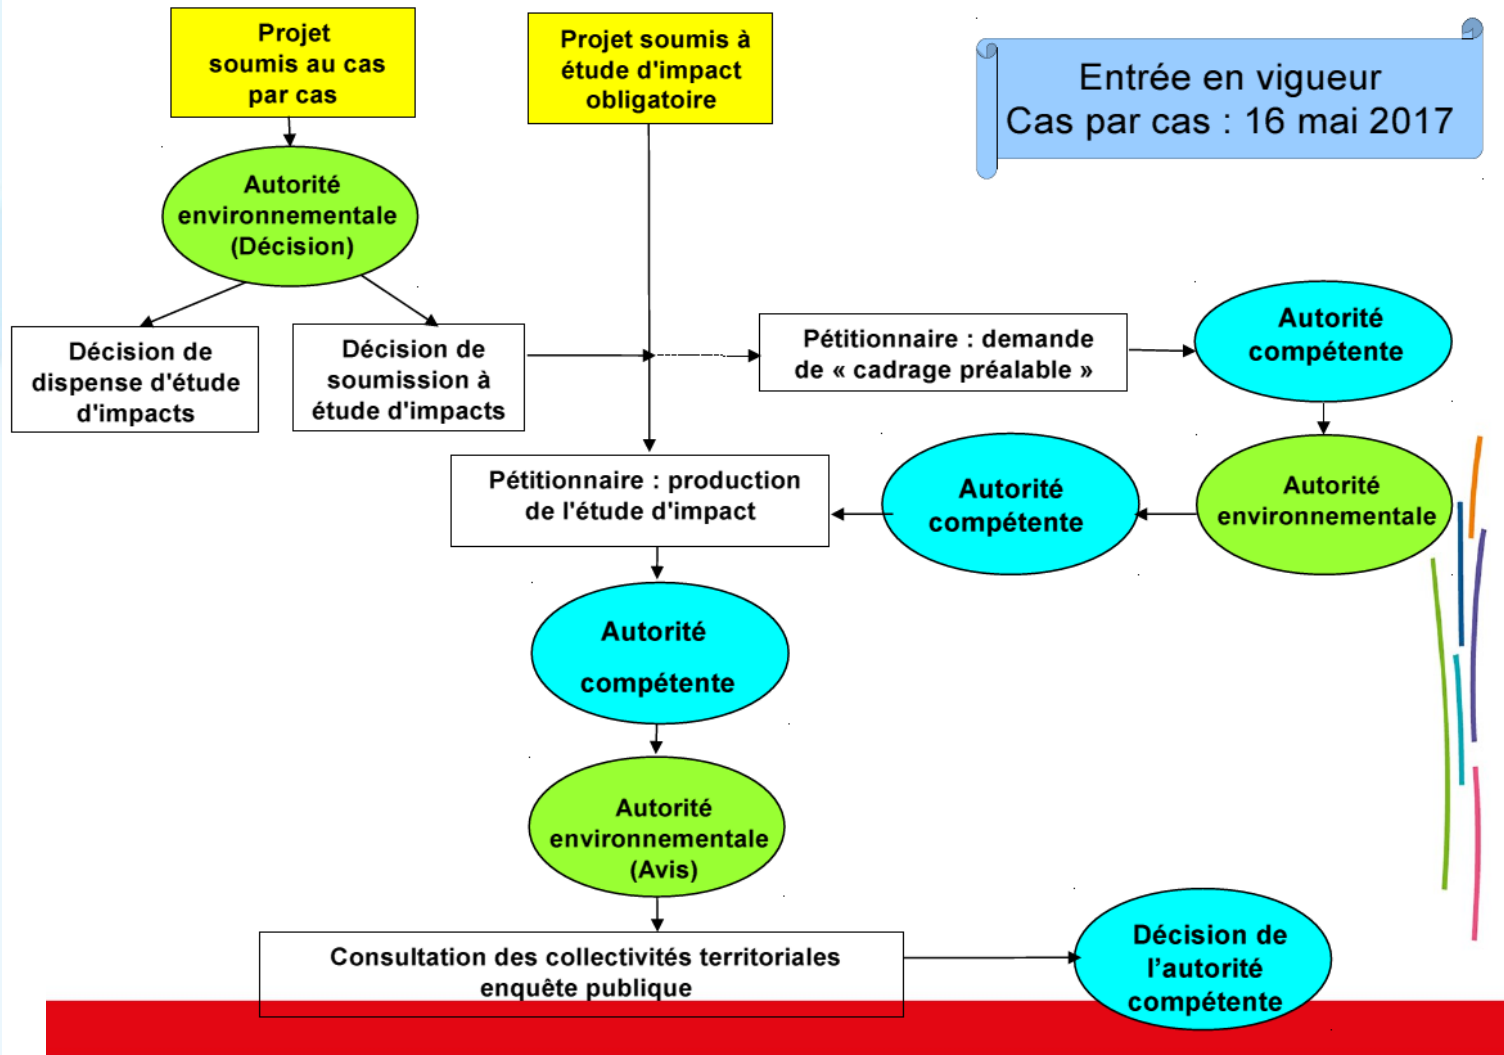 Projet
soumis au cas
par cas
Projet soumis à
étude d'impact
obligatoire
Entrée en vigueur
Cas par cas : 16 mai 2017
Autorité
environnementale
(Décision)
Décision de
dispense d'étude
d'impacts
Décision de
soumission à
étude d'impacts
Pétitionnaire : demande
de « cadrage préalable »
Autorité
compétente
Pétitionnaire : production
de l'étude d'impact
Autorité
compétente
Autorité
environnementale
Autorité
compétente
Autorité
environnementale
(Avis)
Consultation des collectivités territoriales
enquête publique
Décision de
l’autorité
compétente